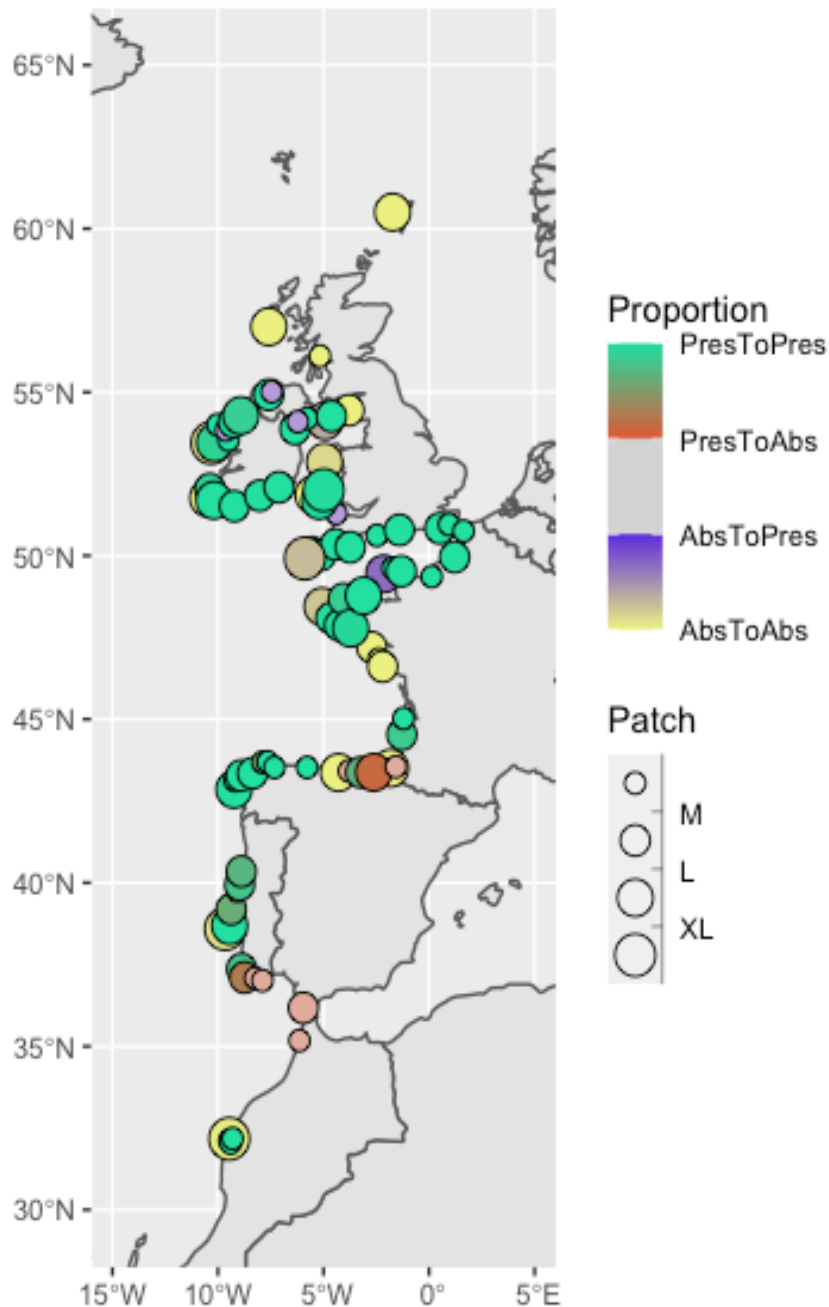 65°N
60°N
55°N
50°N
45°N
40°N
35°N
30°N
15°W 10°W 5°W 0° 5°E
Proportion
PresToPres
PresToAbs
AbsToPres
AbsToAbs
Patch
M
L
XL